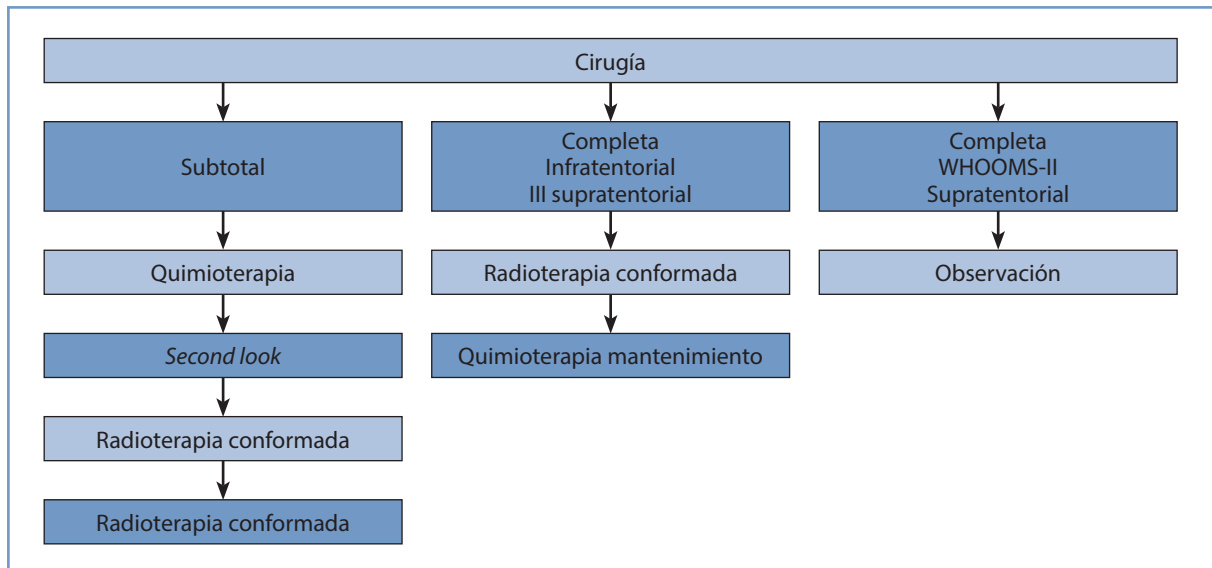 Cirugía
Subtotal
Completa
Infratentorial
III supratentorial
Completa
WHOOMS-II
Supratentorial
Quimioterapia
Radioterapia conformada
Observación
Second look
Quimioterapia mantenimiento
Radioterapia conformada
Radioterapia conformada